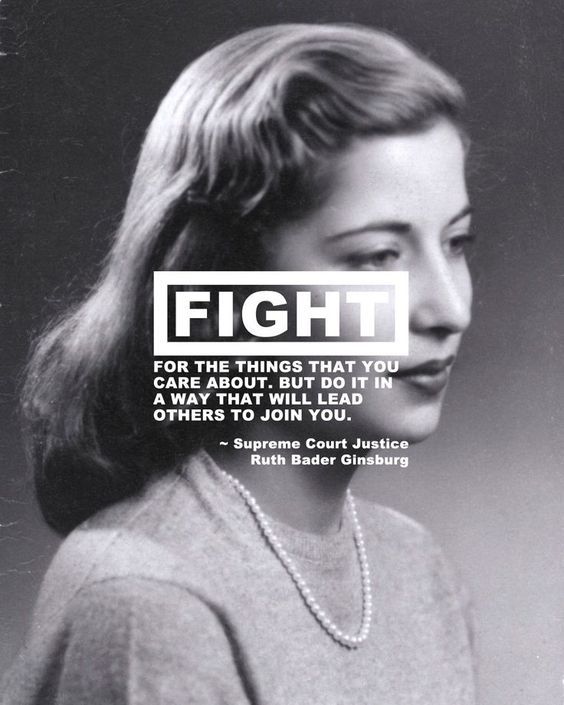 FIGHT
FOR THE THINGS THAT YOU
CARE ABOUT. BUT DO IT IN
A WAY THAT WILL LEAD
OTHERS TO JOIN YOU.
~ Supreme Court Justice
Ruth Bader Ginsburg